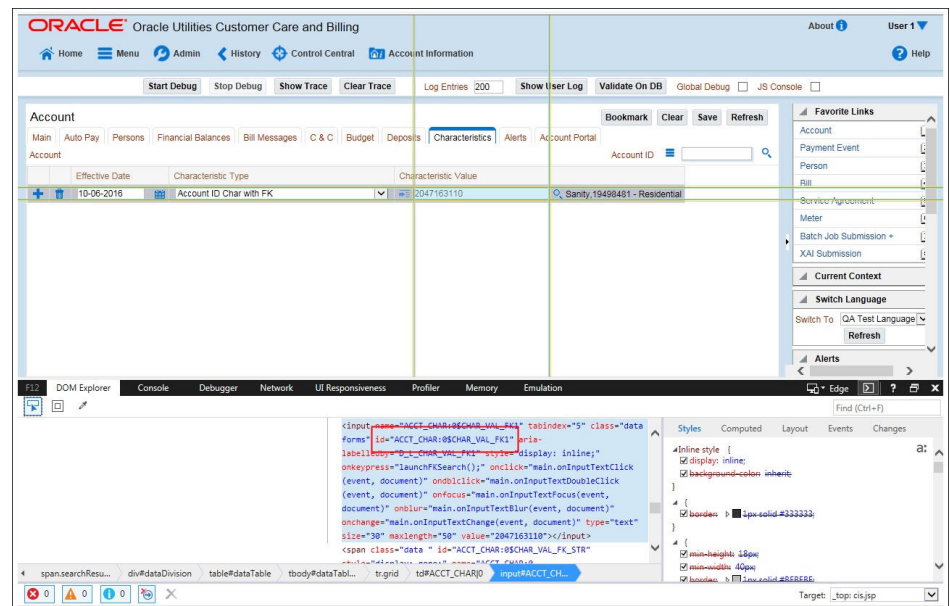 ORACLE Oracle Utilities Customer Care and Billing About User 1
Home Menu Admin History Control Central Account Information Help
Start Debug Stop Debug Show Trace Clear Trace Log Entries 200 Show User Log Validate On DB Global Debug JS Console
Account Bookmark Clear Save Refresh
Main Auto Pay Persons Financial Balances Bill Messages C & C Budget Deposits Characteristics Alerts Account Portal
Account Account ID
Effective Date Characteristic Type Characteristic Value
10-06-2016 Account ID Char with FK 2047163110 Sanity,19498481 - Residential
Favorite Links
Account
Payment Event
Person
Bill
Service Agreement
Meter
Batch Job Submission +
XAI Submission
Current Context
Switch Language
Switch To QA Test Language
Refresh
Alerts
F12 DOM Explorer Console Debugger Network UI Responsiveness Profiler Memory Emulation Edge ?
Find (Ctrl+F)
<input name="ACCT_CHAR:0$CHAR_VAL_FK1" tabindex="5" class="data
forms" id="ACCT_CHAR:0$CHAR_VAL_FK1" aria-
labelledby="D_L_CHAR_VAL_FK1" style="display: inline;"
onkeypress="launchFKSearch();" onclick="main.onInputTextClick
(event, document)" ondblclick="main.onInputTextDoubleClick
(event, document)" onfocus="main.onInputTextFocus(event,
document)" onblur="main.onInputTextBlur(event, document)"
onchange="main.onInputTextChange(event, document)" type="text"
size="30" maxlength="50" value="2047163110"></input>
<span class="data " id="ACCT_CHAR:0$CHAR_VAL_FK_STR"
Styles Computed Layout Events Changes
Inline style { a:
display: inline;
background-color: inherit;
}
{
border: 1px solid #333333;
}
{
min-height: 18px;
min-width: 40px;
border: 1px solid #BEBEBE;
span.searchResu... div#dataDivision table#dataTable tbody#dataTabl... tr.grid td#ACCT_CHAR|0 input#ACCT_CH...
0 0 0 Target: _top: cis.jsp